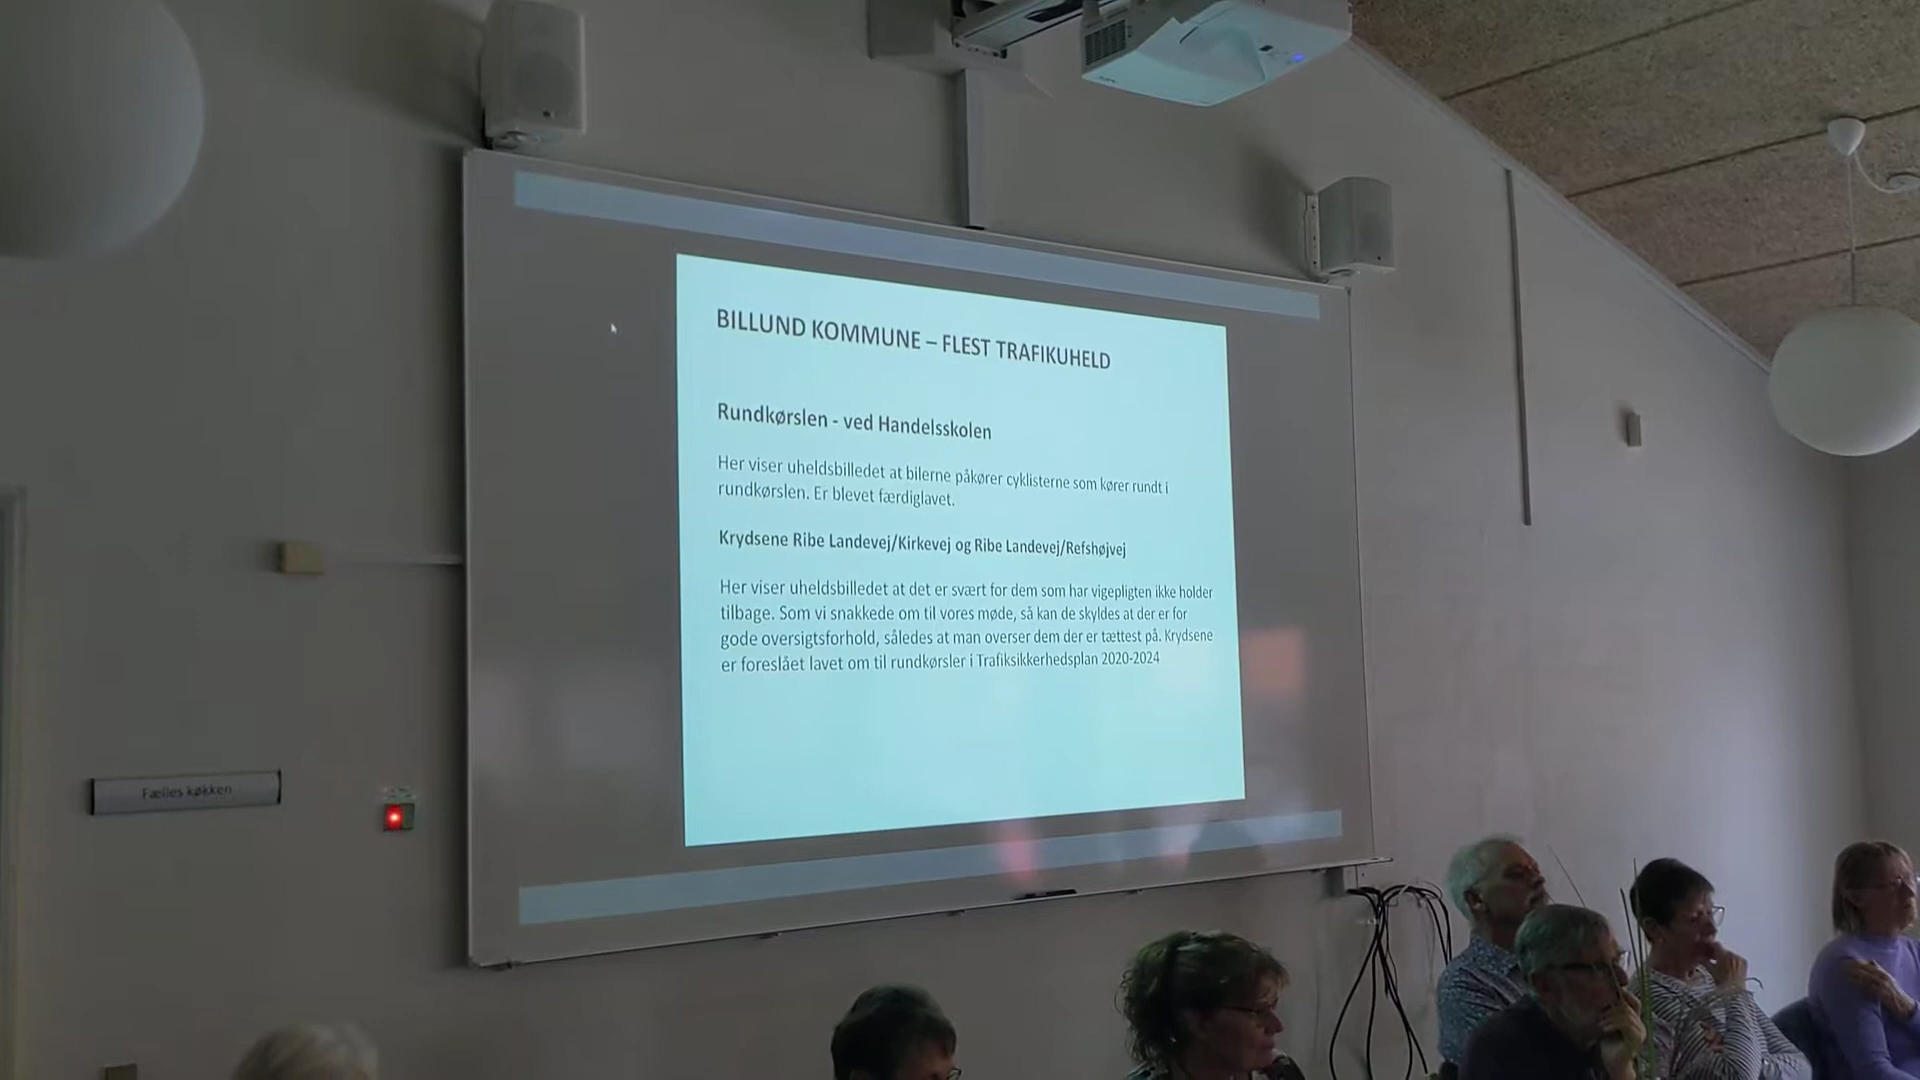 BILLUND KOMMUNE – FLEST TRAFIKUHELD
Rundkørslen - ved Handelsskolen
Her viser uheldsbilledet at bilerne påkører cyklisterne som kører rundt i
rundkørslen. Er blevet færdiglavet.
Krydsene Ribe Landevej/Kirkevej og Ribe Landevej/Refshøjvej
Her viser uheldsbilledet at det er svært for dem som har vigepligten ikke holder
tilbage. Som vi snakkede om til vores møde, så kan de skyldes at der er for
gode oversigtsforhold, således at man overser dem der er tættest på. Krydsene
er foreslået lavet om til rundkørsler i Trafiksikkerhedsplan 2020-2024
Fælles køkken